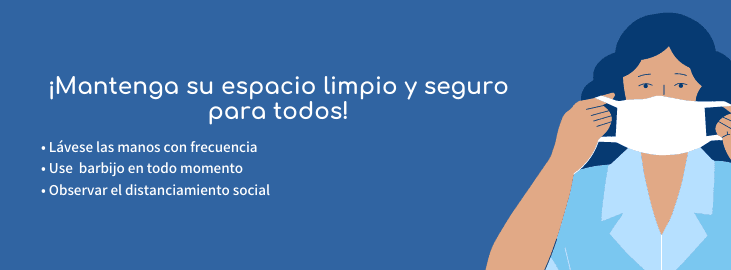 ¡Mantenga su espacio limpio y seguro
para todos!
• Lávese las manos con frecuencia
• Use  barbijo en todo momento
• Observar el distanciamiento social